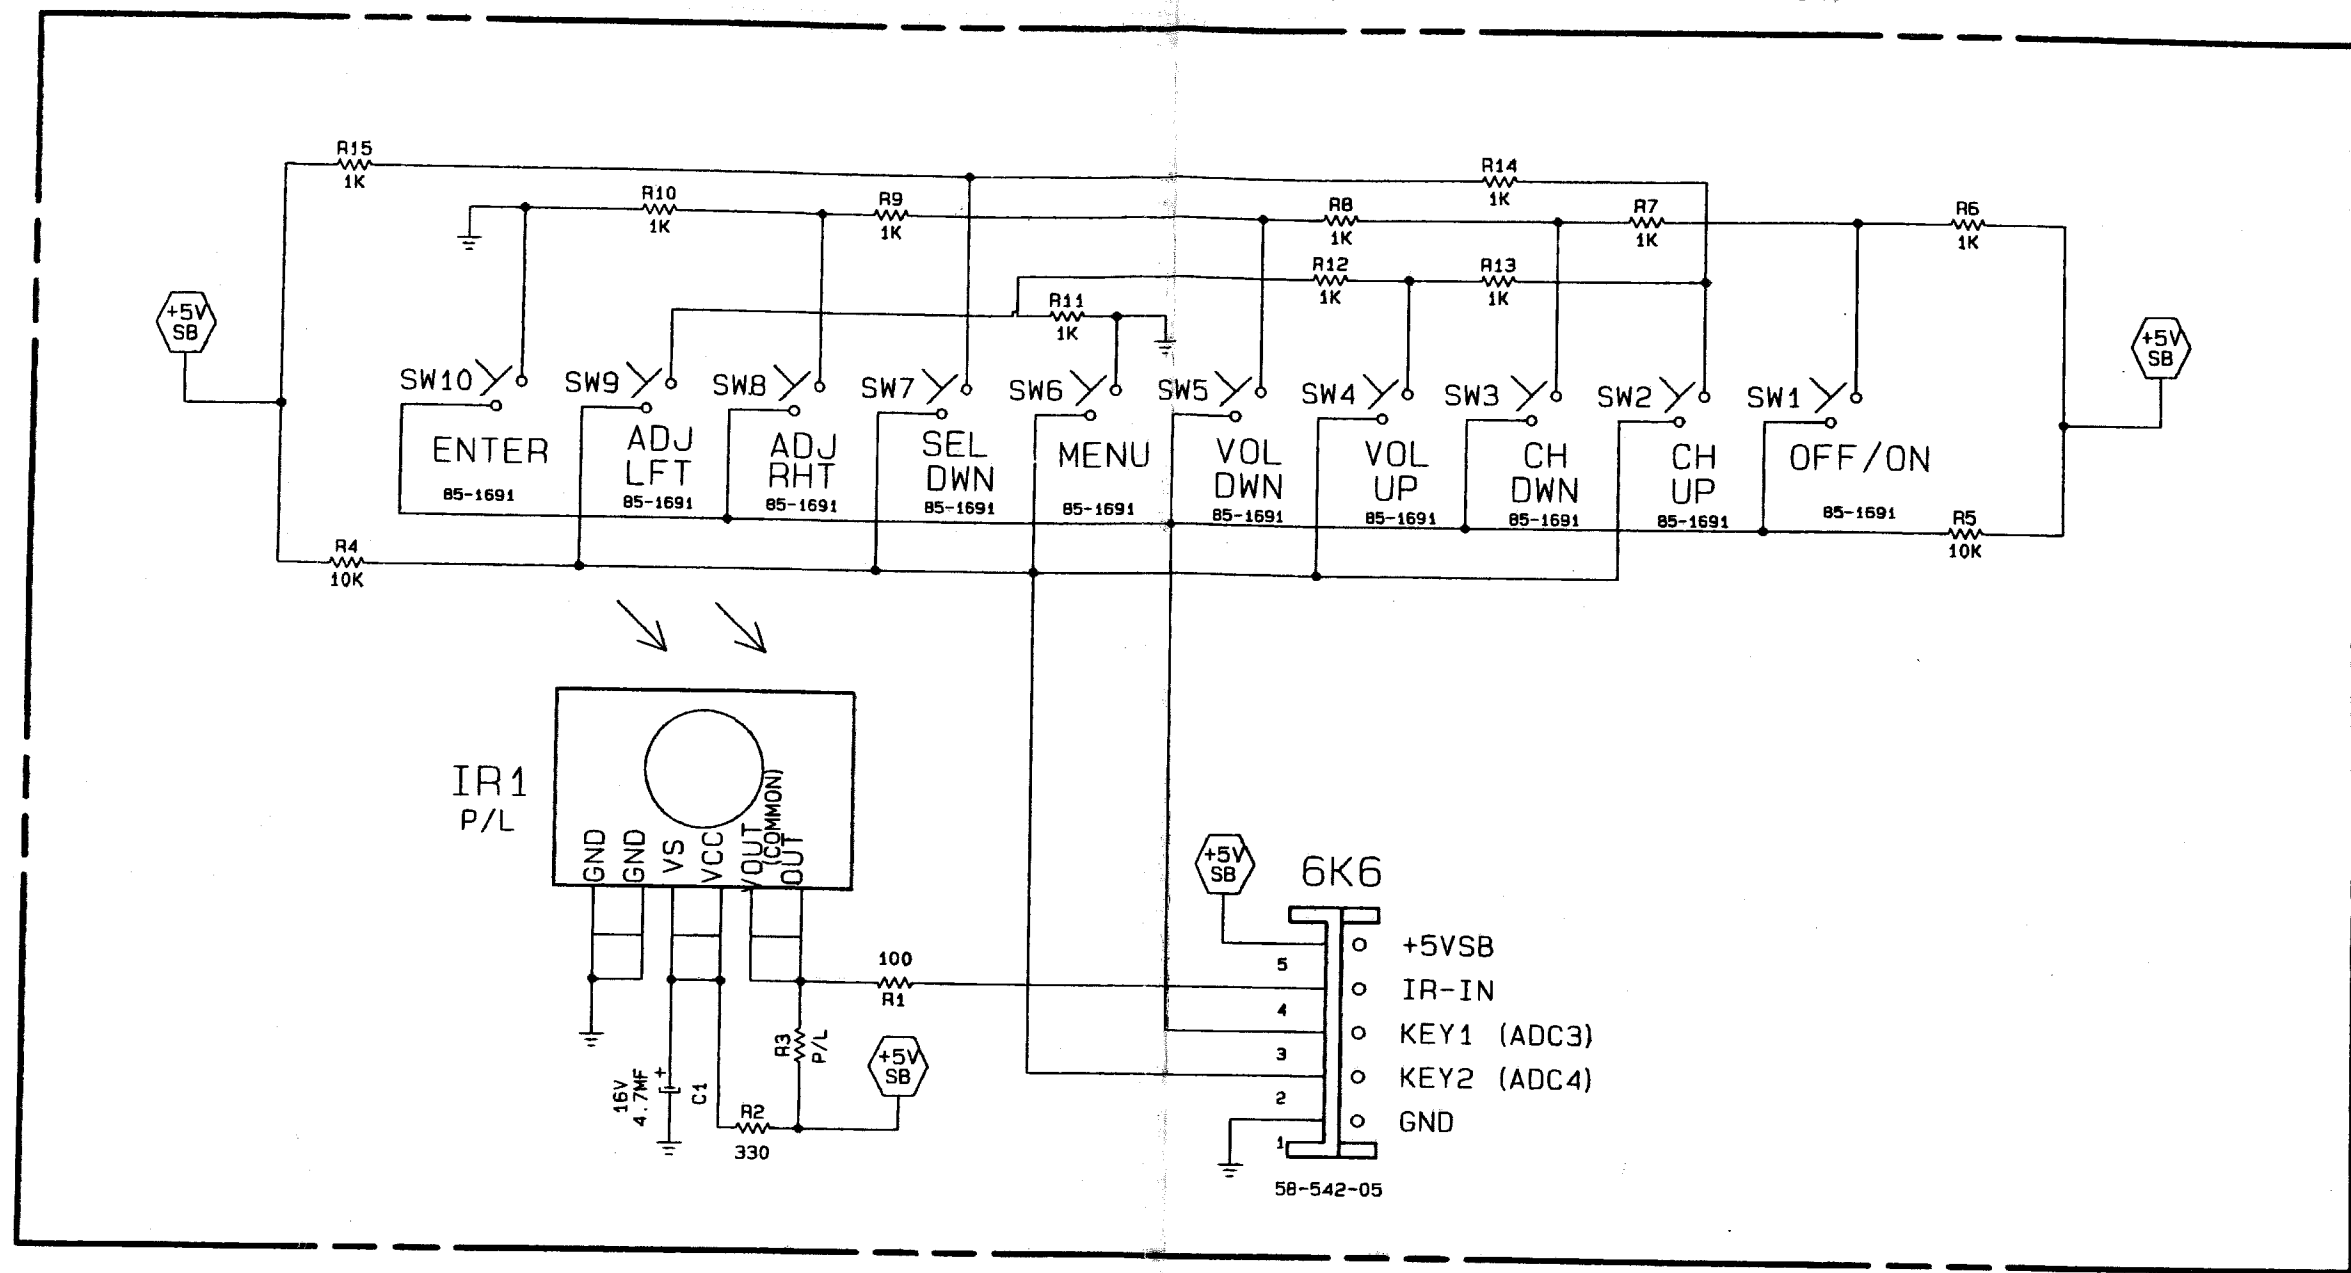 R15
1K
R14
1K
R10
1K
R9
1K
R8
1K
R7
1K
R6
1K
R12
1K
R13
1K
R11
1K
+5V
SB
+5V
SB
SW10
SW9
SW8
SW7
SW6
SW5
SW4
SW3
SW2
SW1
ENTER
85-1691
ADJ
LFT
85-1691
ADJ
RHT
85-1691
SEL
DWN
85-1691
MENU
85-1691
VOL
DWN
85-1691
VOL
UP
85-1691
CH
DWN
85-1691
CH
UP
85-1691
OFF/ON
85-1691
R5
10K
R4
10K
IR1
P/L
GND
GND
VS
VCC
VOUT
(COMMON)
OUT
100
R1
R3
P/L
+5V
SB
16V
4.7MF
+
C1
R2
330
+5V
SB
6K6
5
+5VSB
4
IR-IN
3
KEY1 (ADC3)
2
KEY2 (ADC4)
1
GND
58-542-05